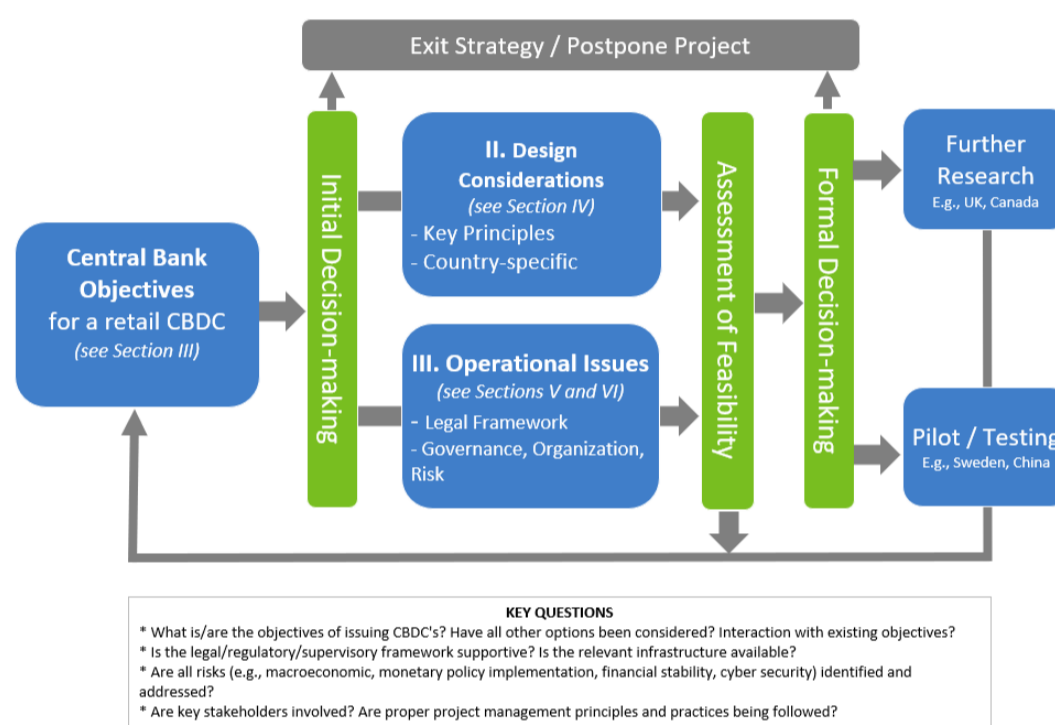 Exit Strategy / Postpone Project
Central Bank
Objectives
for a retail CBDC
(see Section III)
Initial Decision-making
II. Design
Considerations
(see Section IV)
- Key Principles
- Country-specific
III. Operational Issues
(see Sections V and VI)
- Legal Framework
- Governance, Organization,
Risk
Assessment of Feasibility
Formal Decision-making
Further
Research
E.g., UK, Canada
Pilot / Testing
E.g., Sweden, China
KEY QUESTIONS
* What is/are the objectives of issuing CBDC's? Have all other options been considered? Interaction with existing objectives?
* Is the legal/regulatory/supervisory framework supportive? Is the relevant infrastructure available?
* Are all risks (e.g., macroeconomic, monetary policy implementation, financial stability, cyber security) identified and
addressed?
* Are key stakeholders involved? Are proper project management principles and practices being followed?